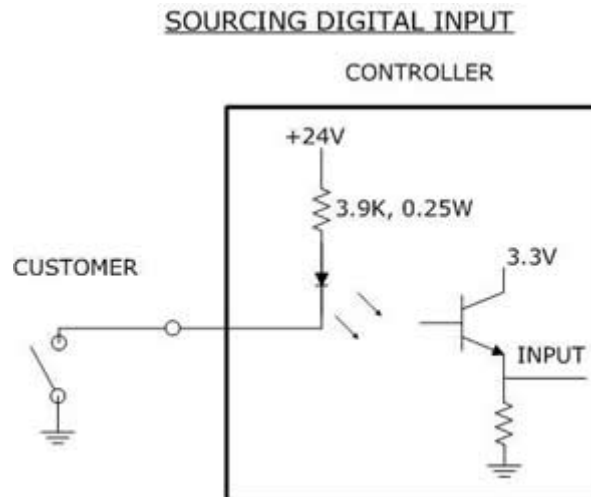 SOURCING DIGITAL INPUT
CONTROLLER
+24V
3.9K, 0.25W
CUSTOMER
3.3V
INPUT